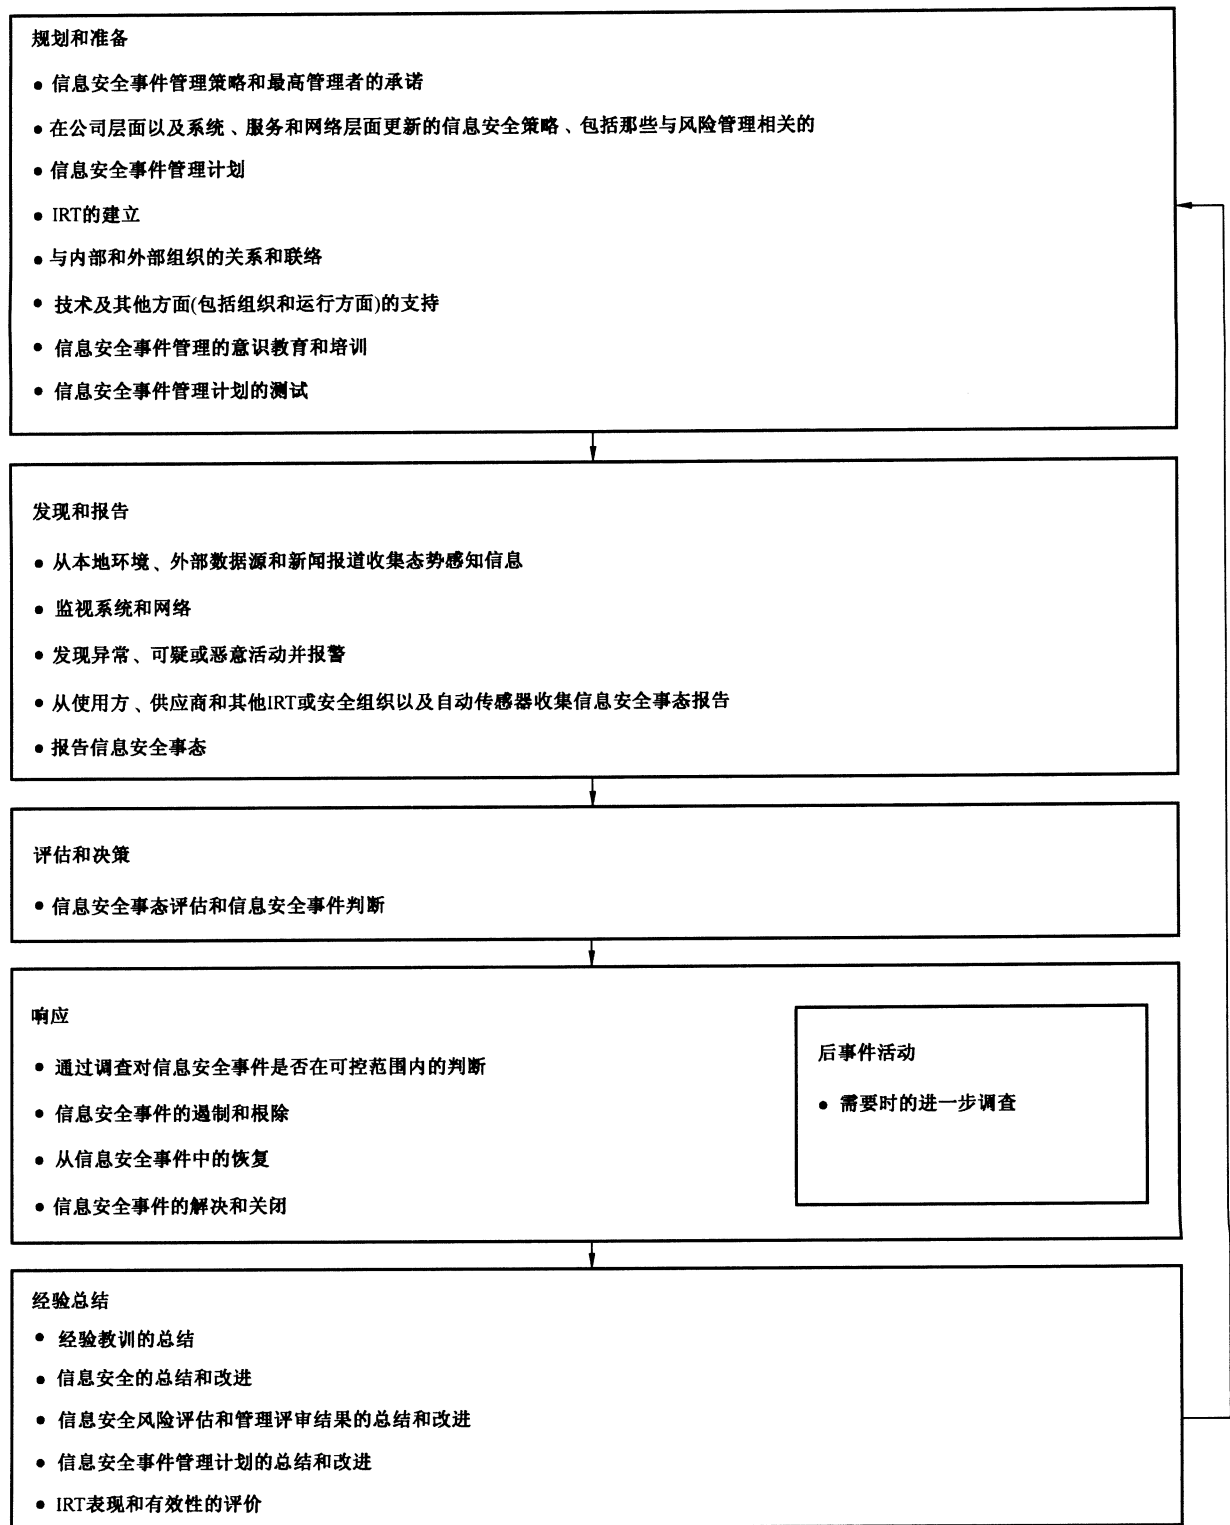 规划和准备
● 信息安全事件管理策略和最高管理者的承诺
● 在公司层面以及系统、服务和网络层面更新的信息安全策略、包括那些与风险管理相关的
● 信息安全事件管理计划
● IRT的建立
● 与内部和外部组织的关系和联络
● 技术及其他方面(包括组织和运行方面)的支持
● 信息安全事件管理的意识教育和培训
● 信息安全事件管理计划的测试
发现和报告
● 从本地环境、外部数据源和新闻报道收集态势感知信息
● 监视系统和网络
● 发现异常、可疑或恶意活动并报警
● 从使用方、供应商和其他IRT或安全组织以及自动传感器收集信息安全事态报告
● 报告信息安全事态
评估和决策
● 信息安全事态评估和信息安全事件判断
响应
● 通过调查对信息安全事件是否在可控范围内的判断
● 信息安全事件的遏制和根除
● 从信息安全事件中的恢复
● 信息安全事件的解决和关闭
后事件活动
● 需要时的进一步调查
经验总结
● 经验教训的总结
● 信息安全的总结和改进
● 信息安全风险评估和管理评审结果的总结和改进
● 信息安全事件管理计划的总结和改进
● IRT表现和有效性的评价